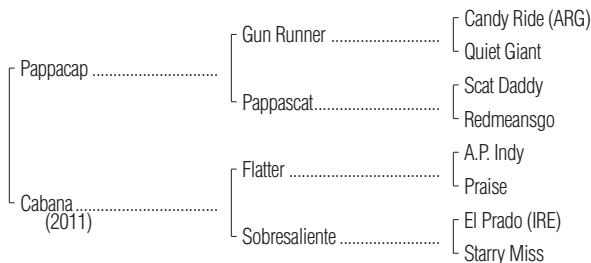 Candy Ride (ARG)
Gun Runner ..............................
Quiet Giant
Pappacap ...................................
Scat Daddy
Pappascat...................................
Redmeansgo
A.P. Indy
Flatter ..........................................
Praise
Cabana .......................................
(2011)
El Prado (IRE)
Sobresaliente ............................
Starry Miss